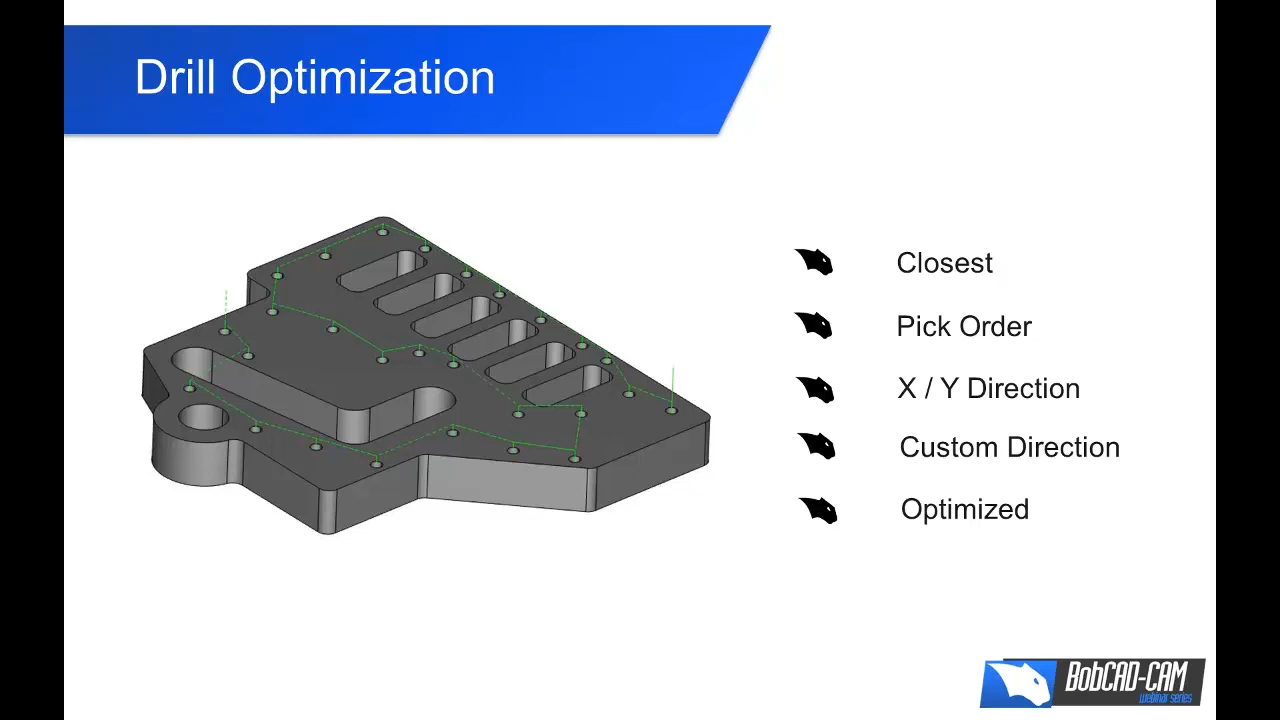 Drill Optimization
Closest
Pick Order
X / Y Direction
Custom Direction
Optimized
BobCAD-CAM
webinar series